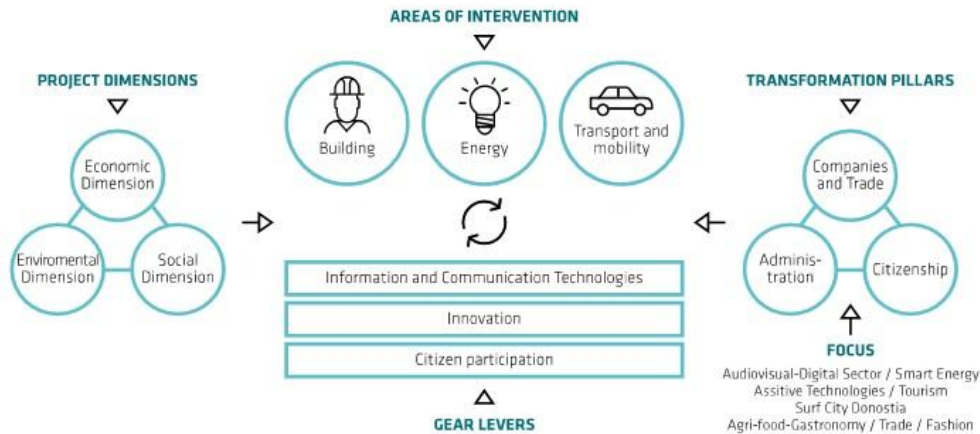 AREAS OF INTERVENTION
PROJECT DIMENSIONS
TRANSFORMATION PILLARS
Building
Energy
Transport and
mobility
Economic
Dimension
Enviromental
Dimension
Social
Dimension
Companies
and Trade
Adminis-
tration
Citizenship
Information and Communication Technologies
Innovation
Citizen participation
GEAR LEVERS
FOCUS
Audiovisual-Digital Sector / Smart Energy
Assitive Technologies / Tourism
Surf City Donostia
Agri-food-Gastronomy / Trade / Fashion